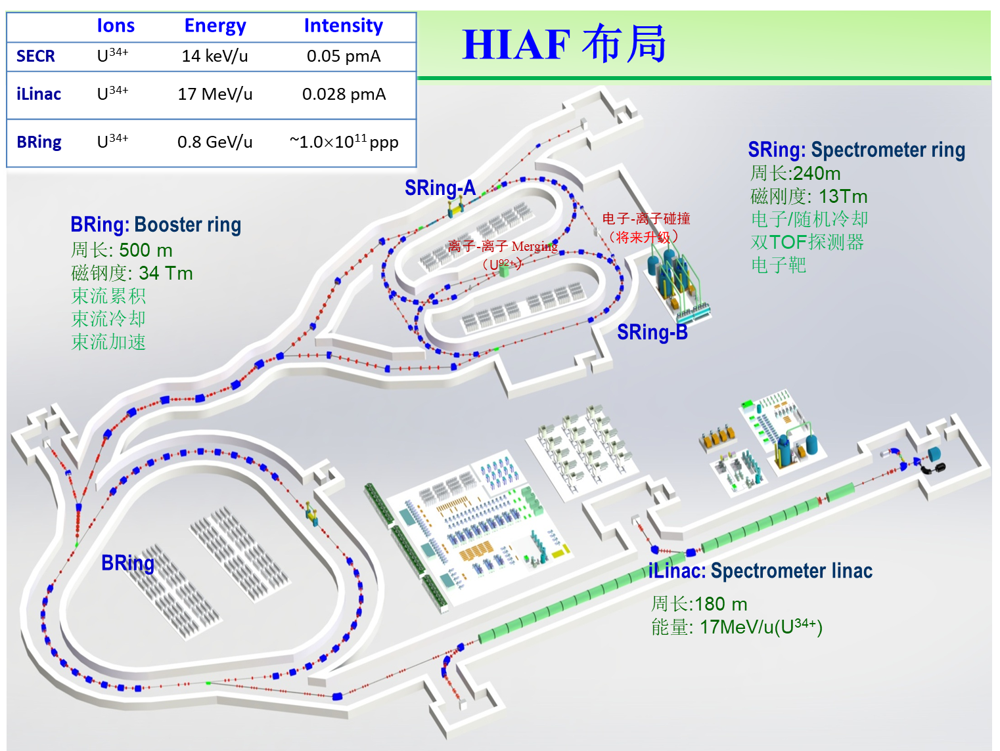 HIAF 布局
Ions Energy Intensity
SECR U34+ 14 keV/u 0.05 pmA
iLinac U34+ 17 MeV/u 0.028 pmA
BRing U34+ 0.8 GeV/u ~1.0×1011 ppp
SRing: Spectrometer ring
周长:240m
磁刚度: 13Tm
电子/随机冷却
双TOF探测器
电子靶
SRing-A
电子-离子碰撞
（将来升级）
离子-离子 Merging
（U92+）
BRing: Booster ring
周长: 500 m
磁钢度: 34 Tm
束流累积
束流冷却
束流加速
SRing-B
BRing
iLinac: Spectrometer linac
周长:180 m
能量: 17MeV/u(U34+)